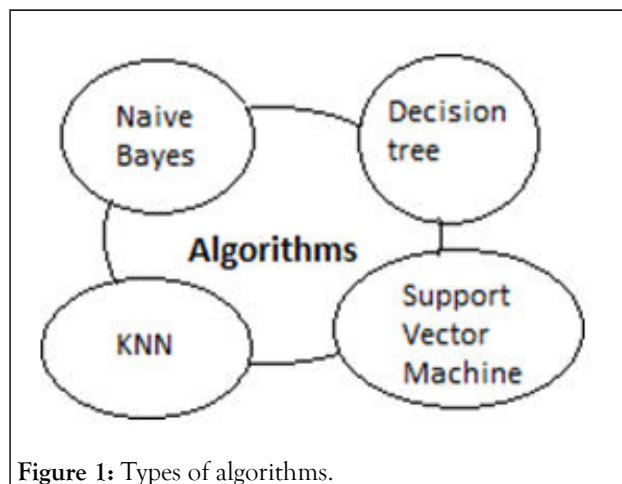 Naive
Bayes
Decision
tree
Algorithms
KNN
Support
Vector
Machine
Figure 1: Types of algorithms.